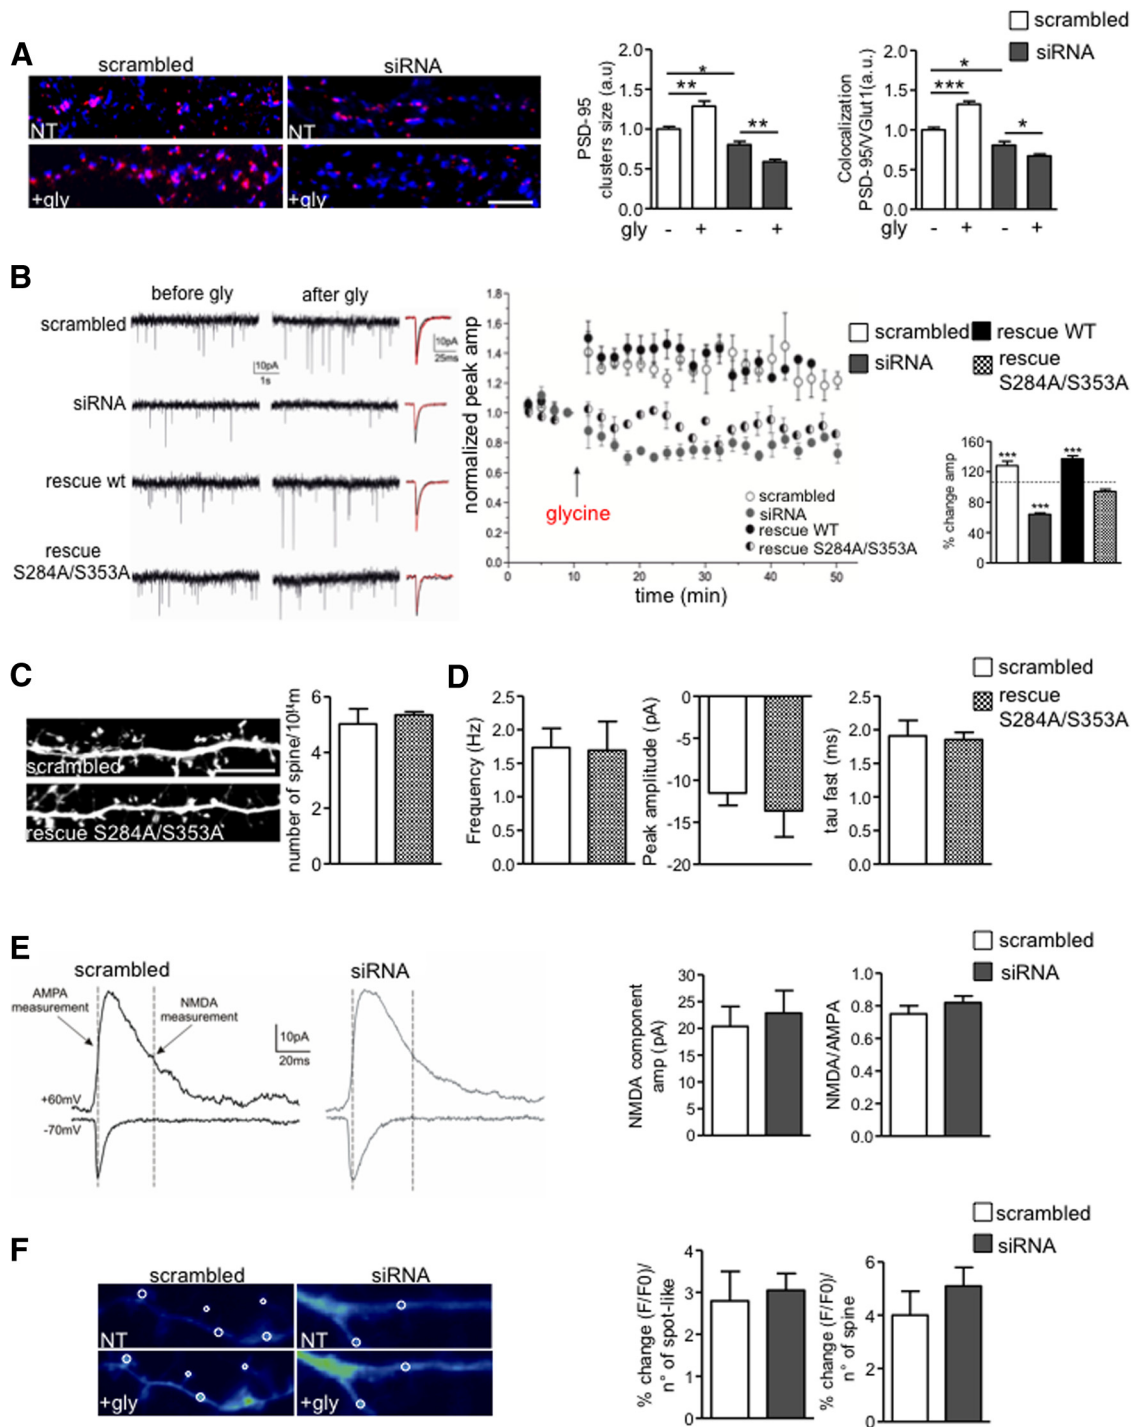 scrambled
siRNA
A
scrambled
siRNA
NT
NT
+gly
+gly
PSD-95
clusters size (a.u)
2.0
1.5
1.0
0.5
0.0
*
**
**
gly - + - +
Colocalization
PSD-95/VGlut1(a.u.)
2.0
1.5
1.0
0.5
0.0
*
***
*
gly - + - +
B
before gly
after gly
scrambled
10pA
1s
10pA
25ms
siRNA
rescue wt
rescue
S284A/S353A
normalized peak amp
1.8
1.6
1.4
1.2
1.0
0.8
0.6
0.4
0.2
0.0
glycine
scrambled
siRNA
rescue WT
rescue S284A/S353A
0 10 20 30 40 50
time (min)
scrambled
rescue WT
siRNA
rescue
S284A/S353A
% change amp
160
120
80
40
0
***
***
***
C
scrambled
rescue S284A/S353A
number of spine/10µm
6
4
2
0
D
Frequency (Hz)
2.5
2.0
1.5
1.0
0.5
0.0
Peak amplitude (pA)
0
-5
-10
-15
-20
tau fast (ms)
2.5
2.0
1.5
1.0
0.5
0.0
scrambled
rescue
S284A/S353A
E
scrambled
siRNA
AMPA
measurement
NMDA
measurement
10pA
20ms
+60mV
-70mV
NMDA component
amp (pA)
30
25
20
15
10
5
0
NMDA/AMPA
1.0
0.8
0.6
0.4
0.2
0.0
scrambled
siRNA
F
scrambled
siRNA
NT
NT
+gly
+gly
% change (F/F0)/
n° of spot-like
4
3
2
1
0
% change (F/F0)/
n° of spine
6
4
2
0
scrambled
siRNA